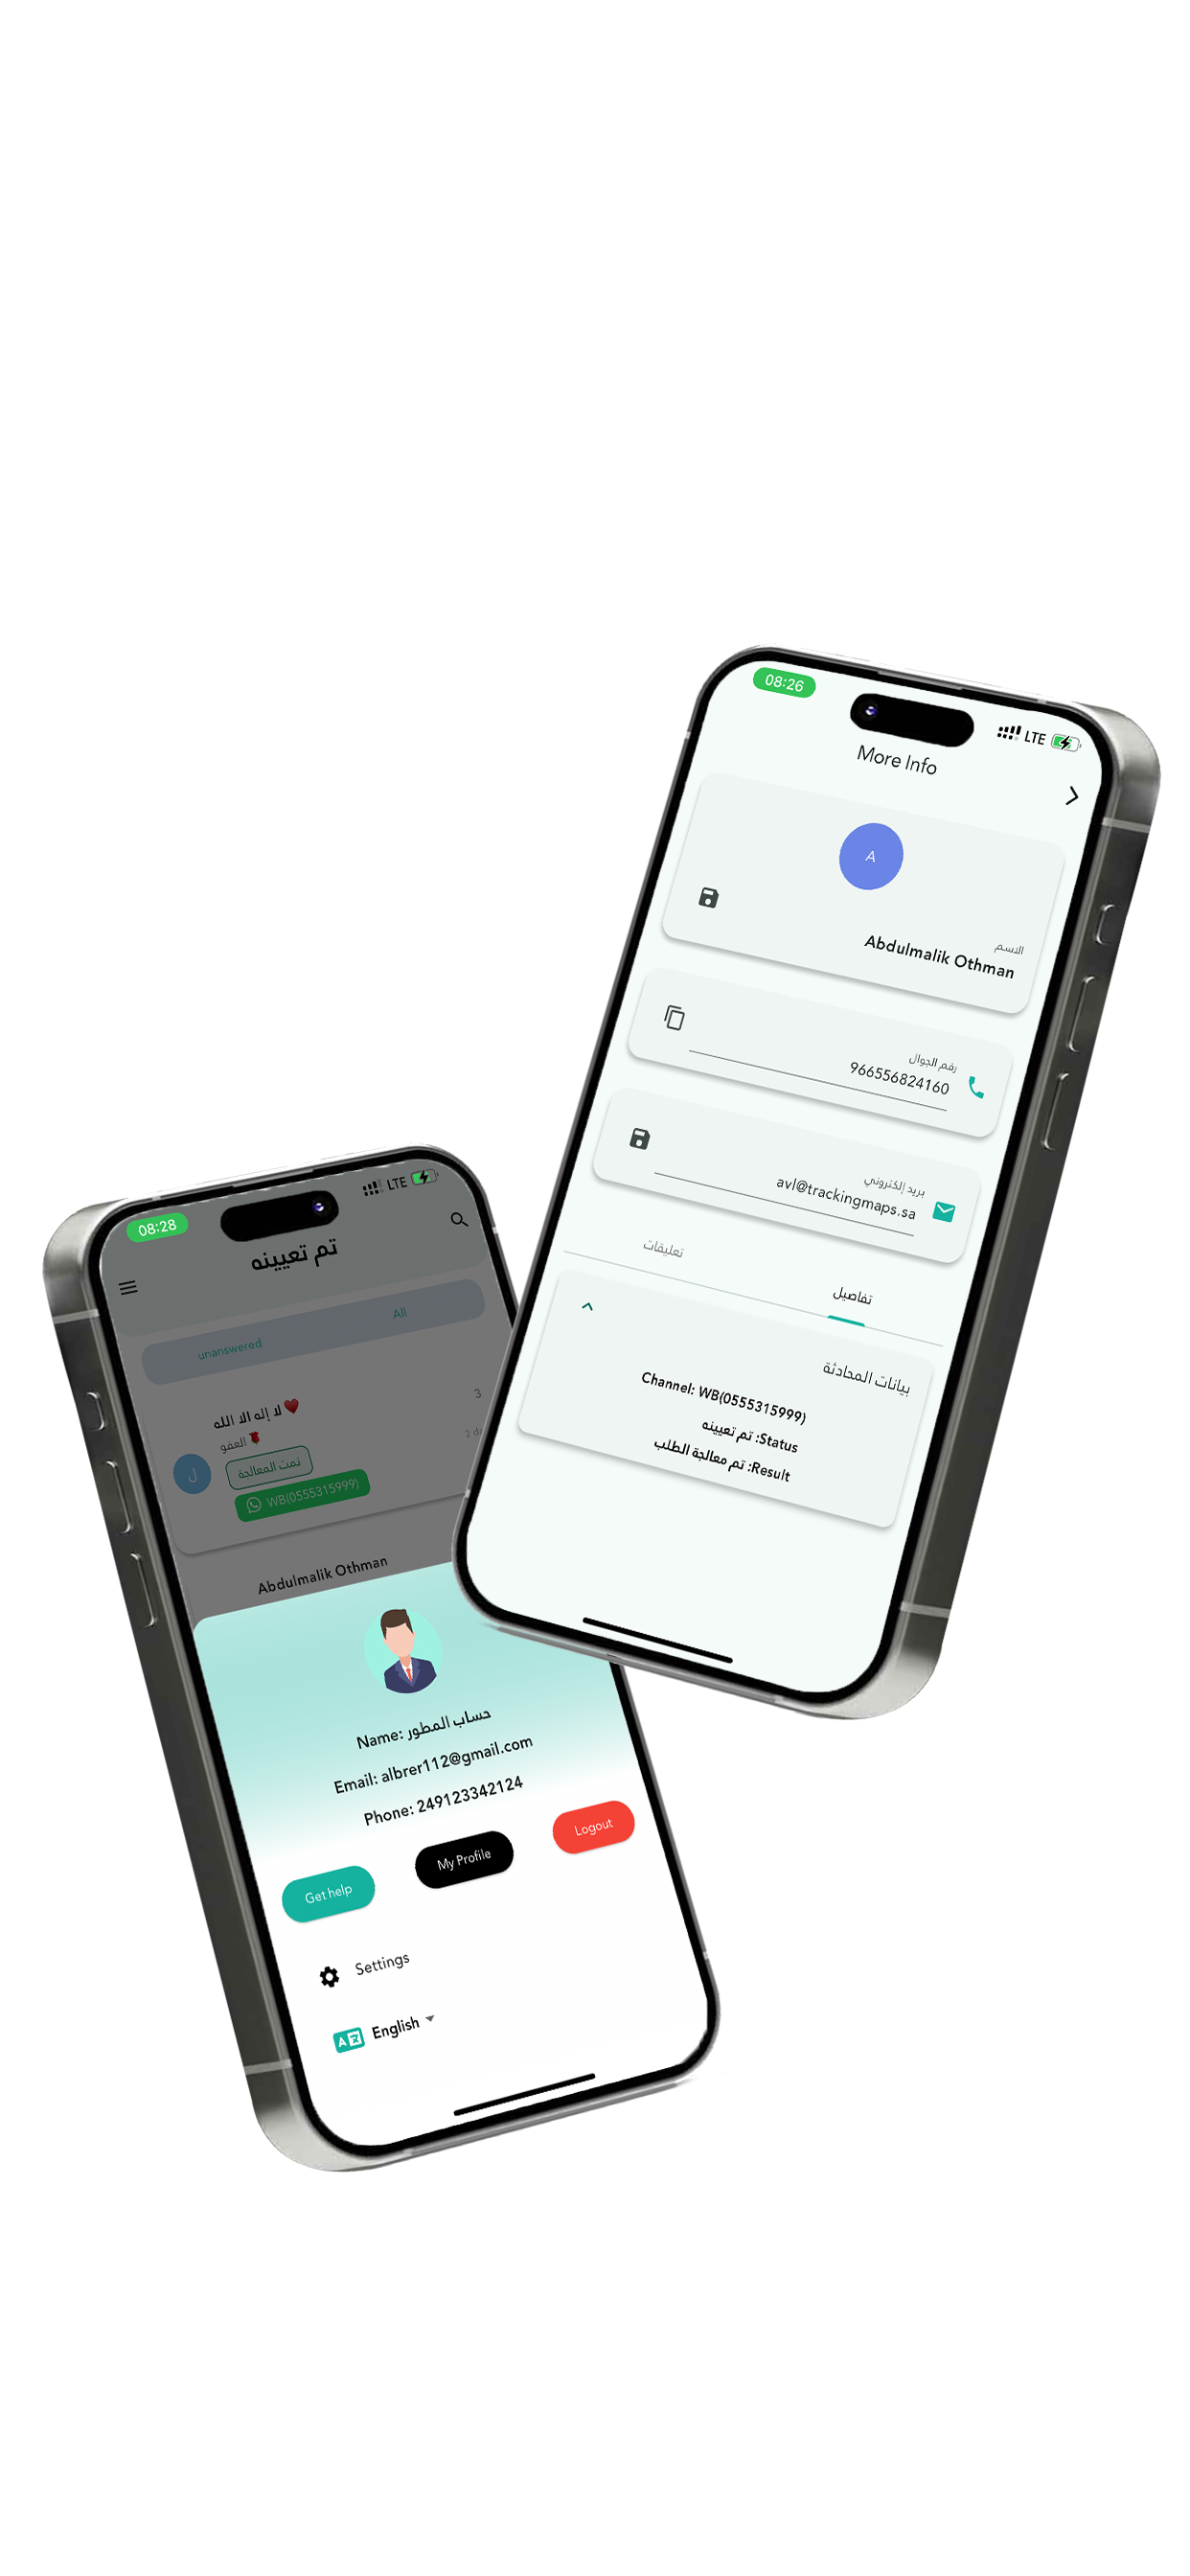 08:26
LTE
More Info
A
الاسم
Abdulmalik Othman
رقم الجوال
966556824160
بريد إلكتروني
avl@trackingmaps.sa
تفاصيل
تعليقات
بيانات المحادثة
Channel: WB(0555315999)
Status: تم تعيينه
Result: تم معالجة الطلب
08:28
LTE
تم تعيينه
unanswered
All
لا إله الا الله ❤️
3
العفو 🌹
2 d
ل
تمت المعالجة
WB(0555315999)
Abdulmalik Othman
Name: حساب المطور
Email: albrer112@gmail.com
Phone: 249123342124
Get help
My Profile
Logout
Settings
English